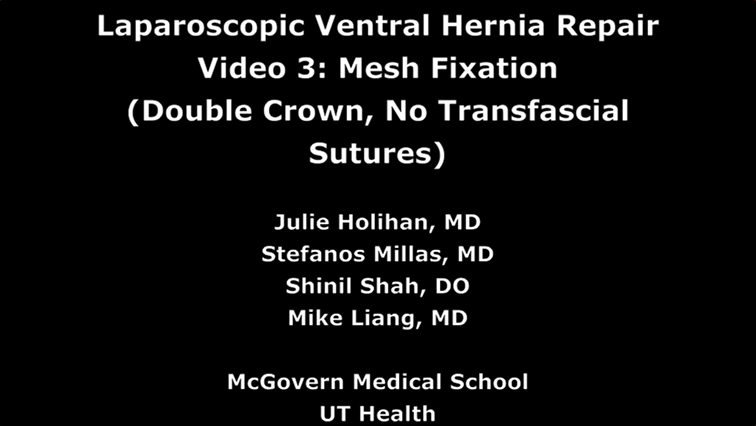 Laparoscopic Ventral Hernia Repair
Video 3: Mesh Fixation
(Double Crown, No Transfascial
Sutures)
Julie Holihan, MD
Stefanos Millas, MD
Shinil Shah, DO
Mike Liang, MD
McGovern Medical School
UT Health